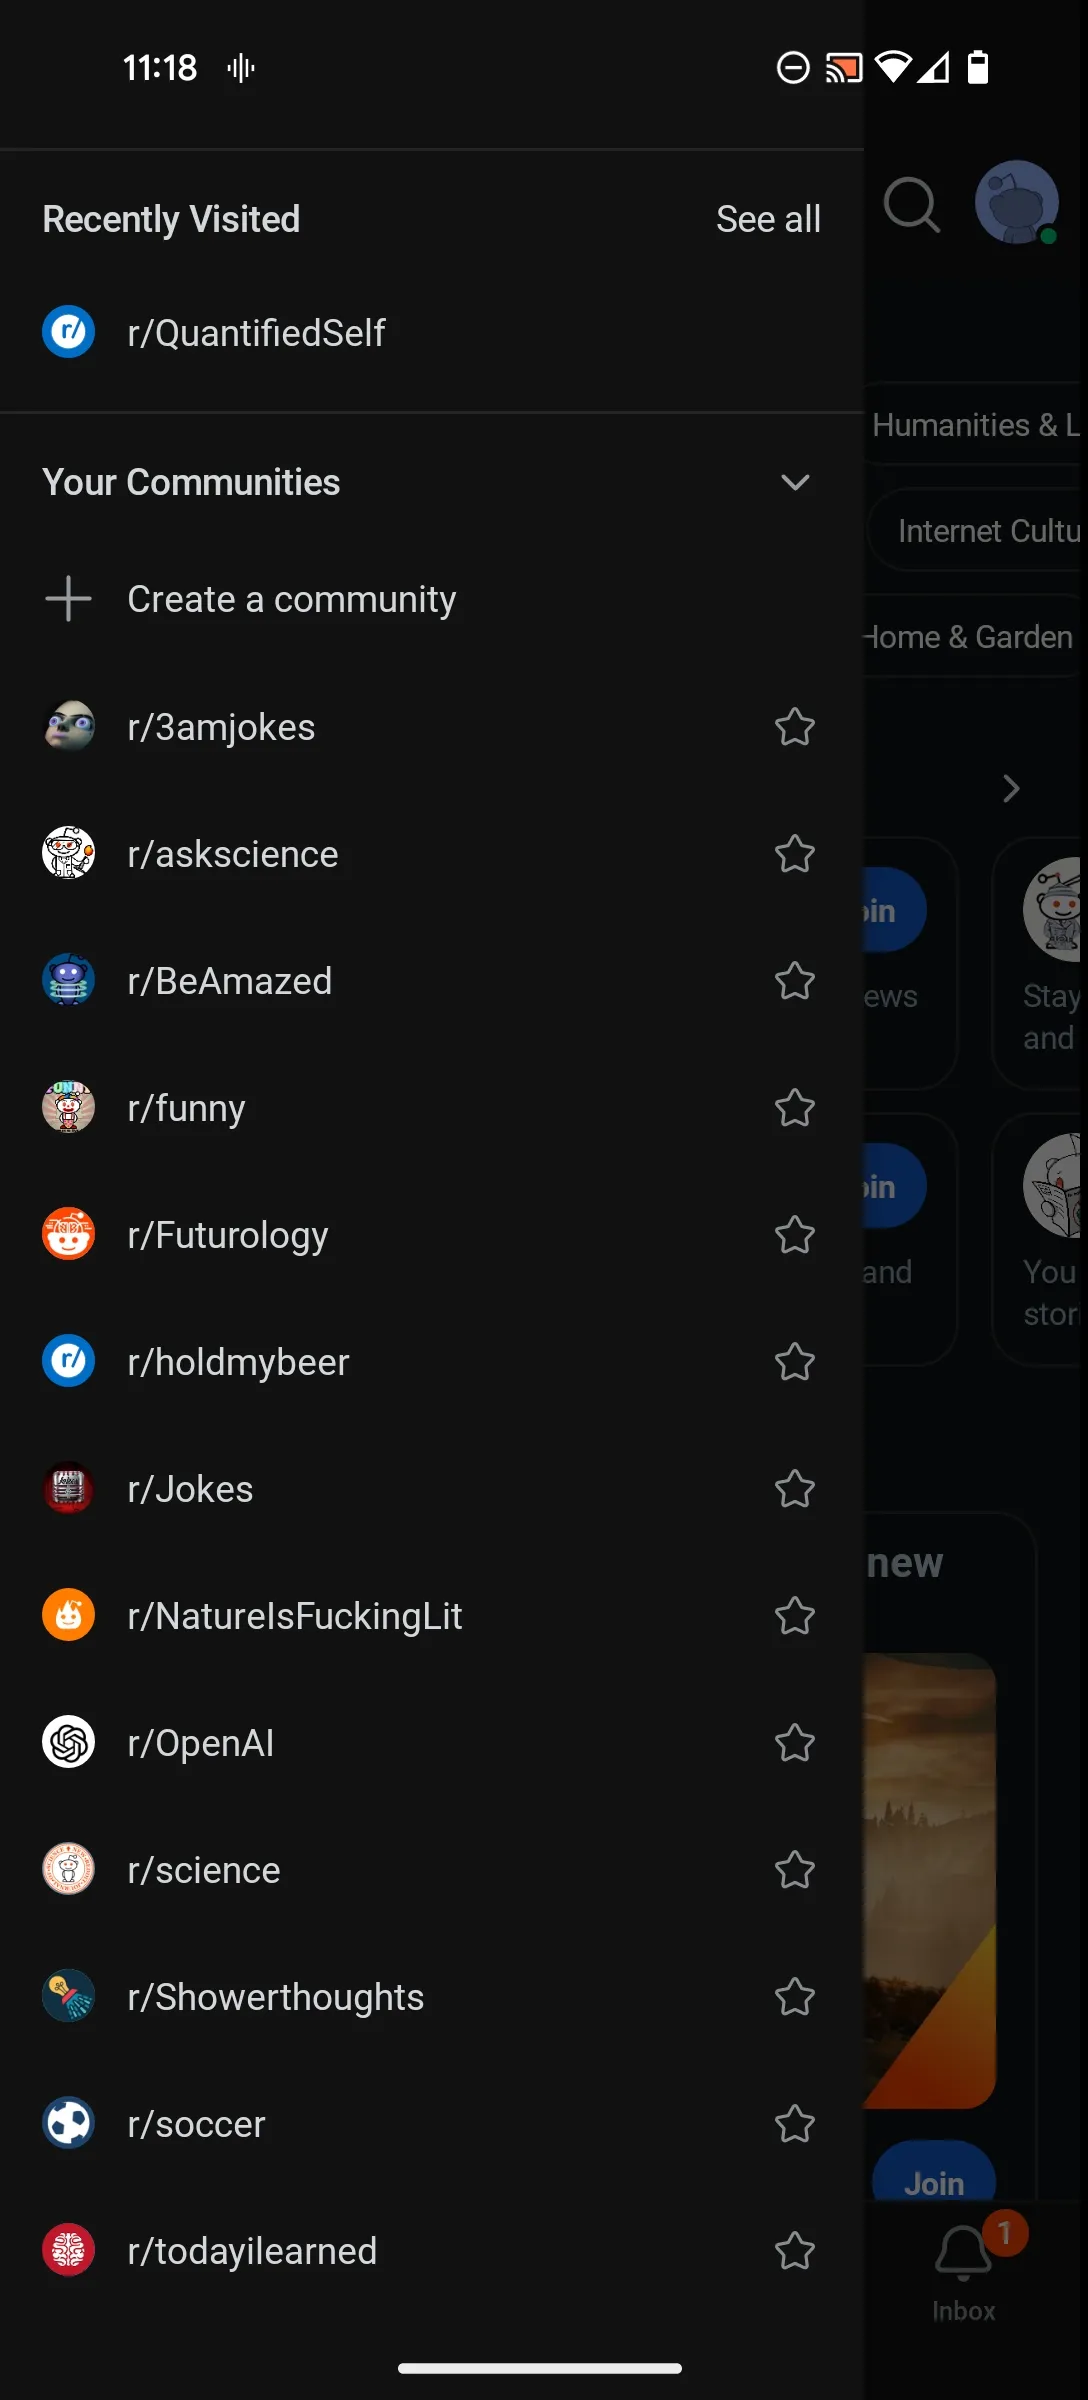 11:18
Recently Visited
See all
r/QuantifiedSelf
Your Communities
Create a community
r/3amjokes
r/askscience
r/BeAmazed
r/funny
r/Futurology
r/holdmybeer
r/Jokes
r/NatureIsFuckingLit
r/OpenAI
r/science
r/Showerthoughts
r/soccer
r/todayilearned
Humanities & L
Internet Cultu
Home & Garden
oin
ews
Stay
and
oin
and
You
stor
new
Join
1
Inbox